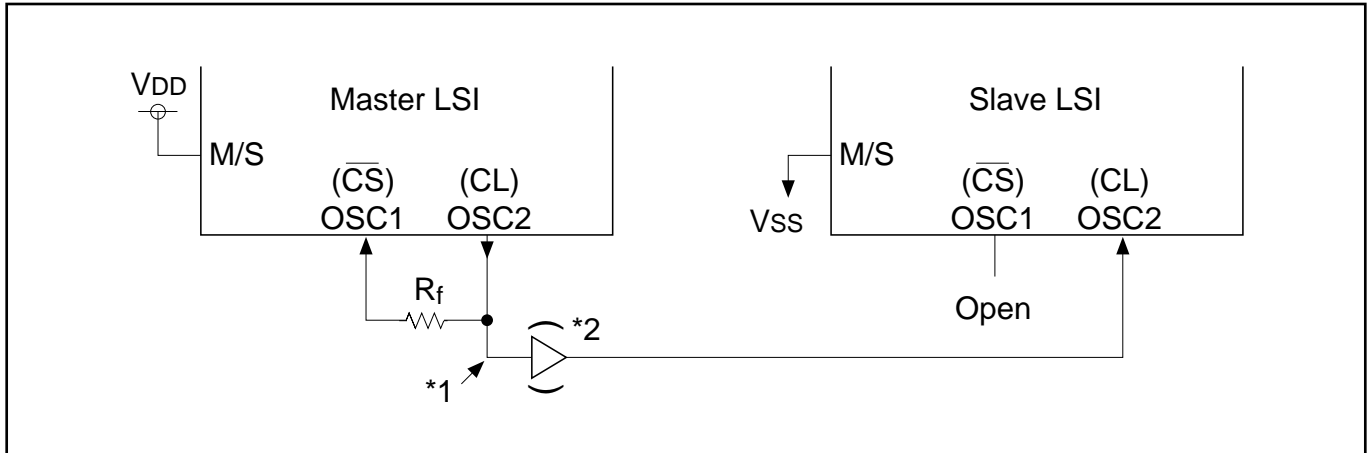 VDD
Master LSI
M/S
(CS) (CL)
OSC1 OSC2
Rf
*1
*2
Slave LSI
M/S
VSS
(CS) (CL)
OSC1 OSC2
Open